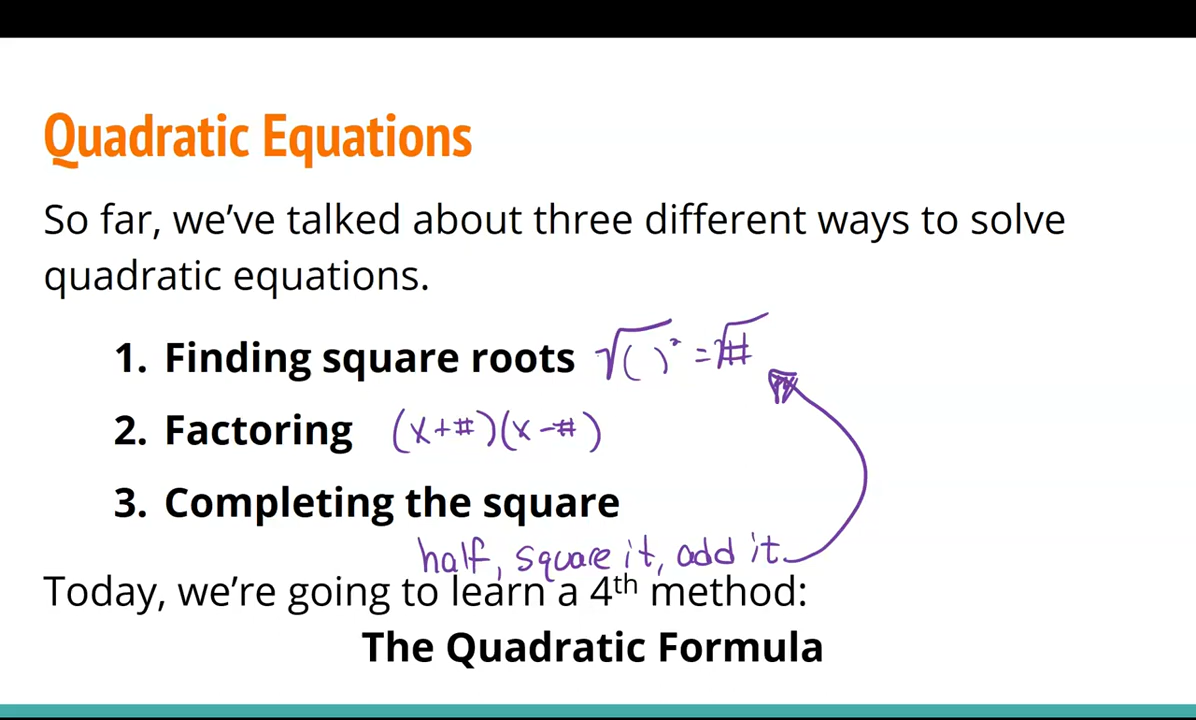 Quadratic Equations
So far, we've talked about three different ways to solve
quadratic equations.
1. Finding square roots √( )² = √#
2. Factoring (x+#)(x-#)
3. Completing the square
half, square it, add it
Today, we're going to learn a 4th method:
The Quadratic Formula